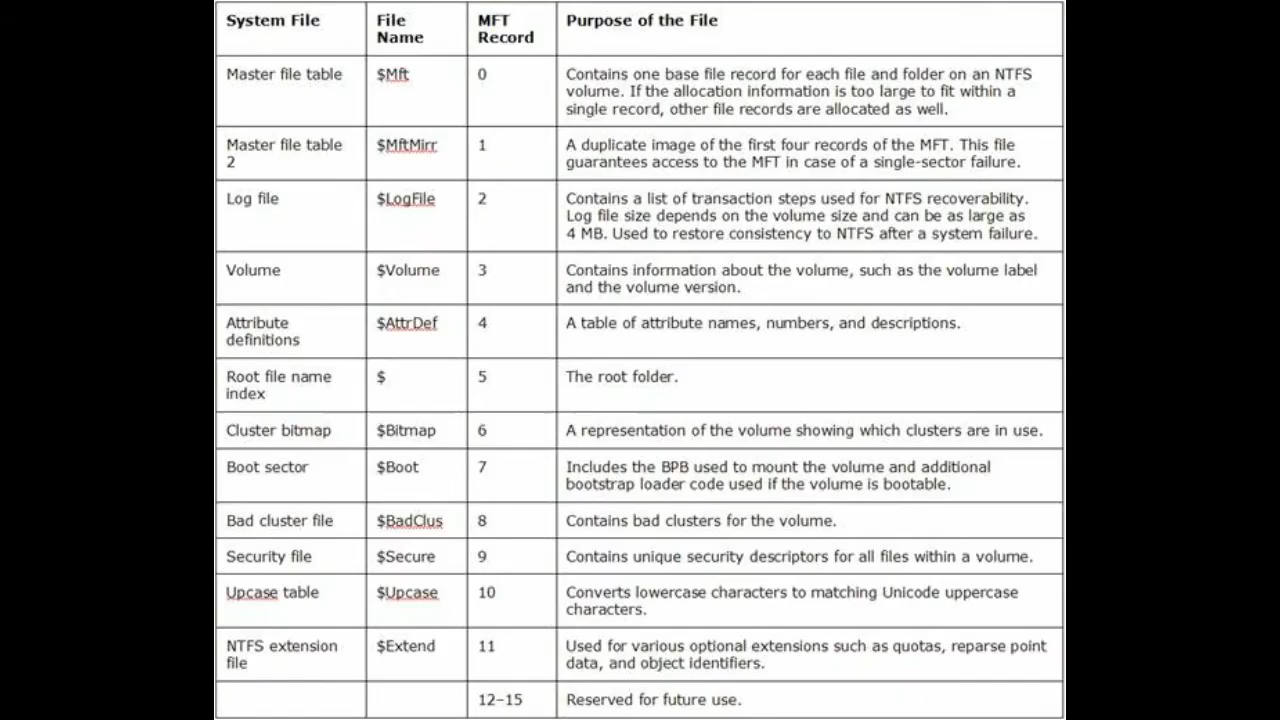 System File
File
Name
MFT
Record
Purpose of the File
Master file table
$Mft
0
Contains one base file record for each file and folder on an NTFS
volume. If the allocation information is too large to fit within a
single record, other file records are allocated as well.
Master file table
2
$MftMirr
1
A duplicate image of the first four records of the MFT. This file
guarantees access to the MFT in case of a single-sector failure.
Log file
$LogFile
2
Contains a list of transaction steps used for NTFS recoverability.
Log file size depends on the volume size and can be as large as
4 MB. Used to restore consistency to NTFS after a system failure.
Volume
$Volume
3
Contains information about the volume, such as the volume label
and the volume version.
Attribute
definitions
$AttrDef
4
A table of attribute names, numbers, and descriptions.
Root file name
index
$
5
The root folder.
Cluster bitmap
$Bitmap
6
A representation of the volume showing which clusters are in use.
Boot sector
$Boot
7
Includes the BPB used to mount the volume and additional
bootstrap loader code used if the volume is bootable.
Bad cluster file
$BadClus
8
Contains bad clusters for the volume.
Security file
$Secure
9
Contains unique security descriptors for all files within a volume.
Upcase table
$Upcase
10
Converts lowercase characters to matching Unicode uppercase
characters.
NTFS extension
file
$Extend
11
Used for various optional extensions such as quotas, reparse point
data, and object identifiers.
12–15
Reserved for future use.